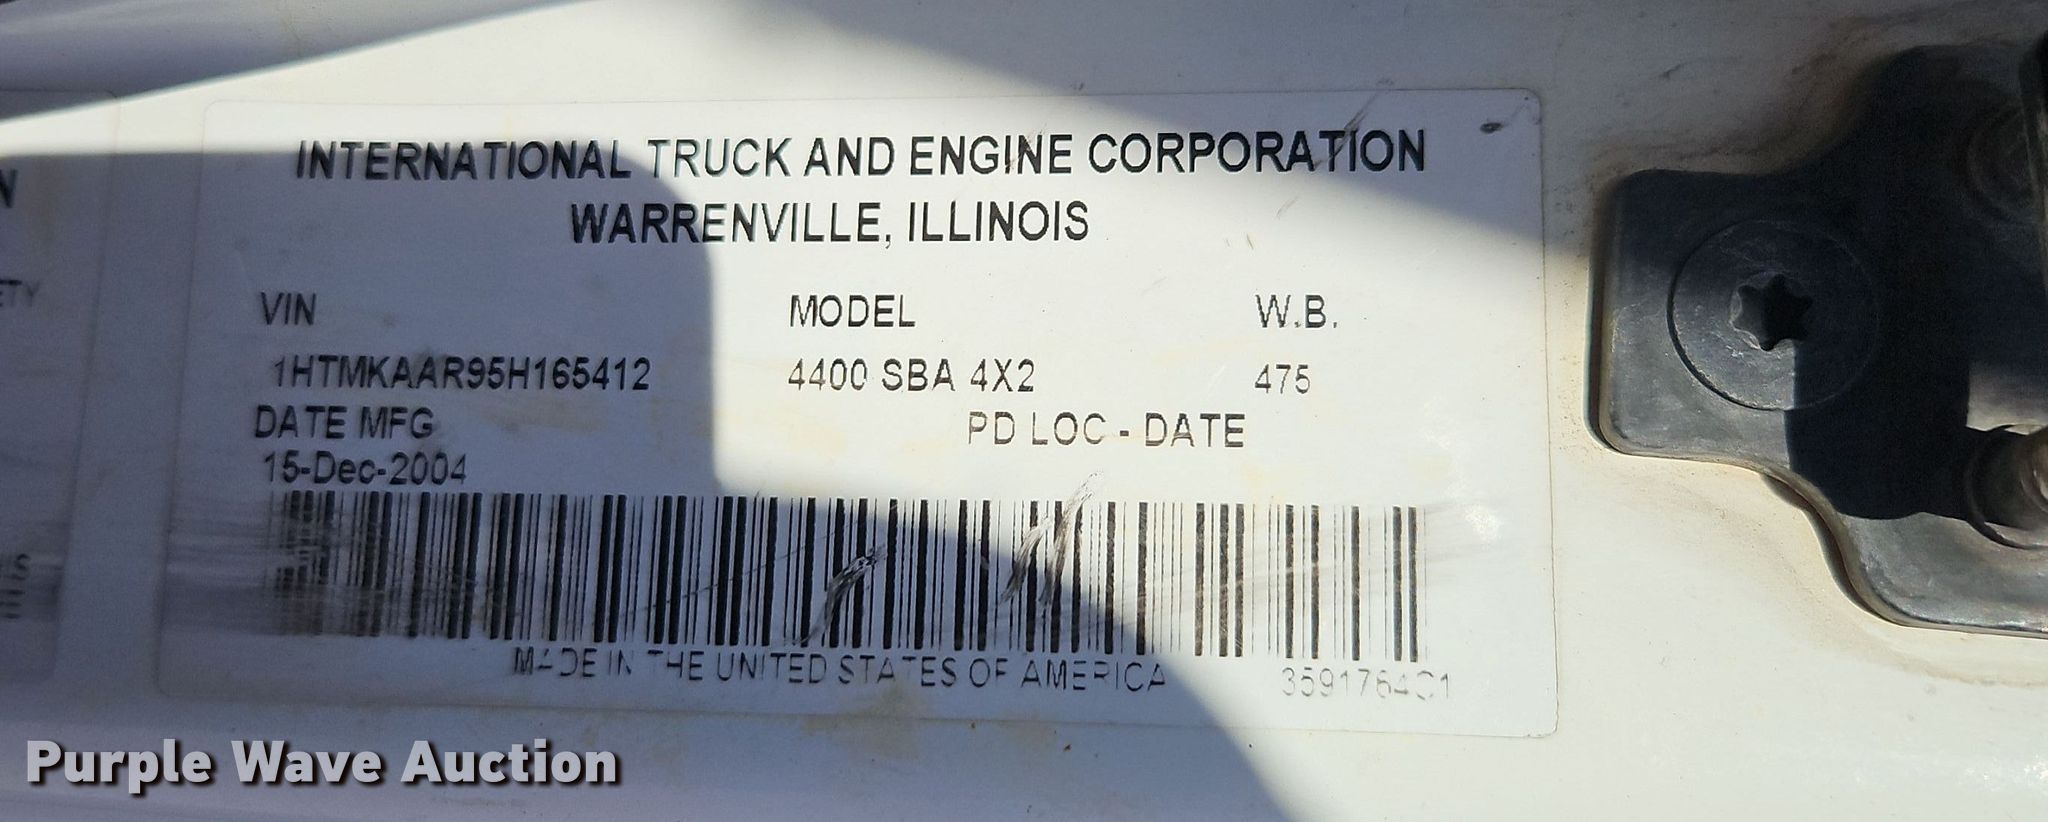 INTERNATIONAL TRUCK AND ENGINE CORPORATION
WARRENVILLE, ILLINOIS
VIN MODEL W.B.
1HTMKAAR95H165412 4400 SBA 4X2 475
DATE MFG PD LOC - DATE
15-Dec-2004
MADE IN THE UNITED STATES OF AMERICA 3591764C1
Purple Wave Auction